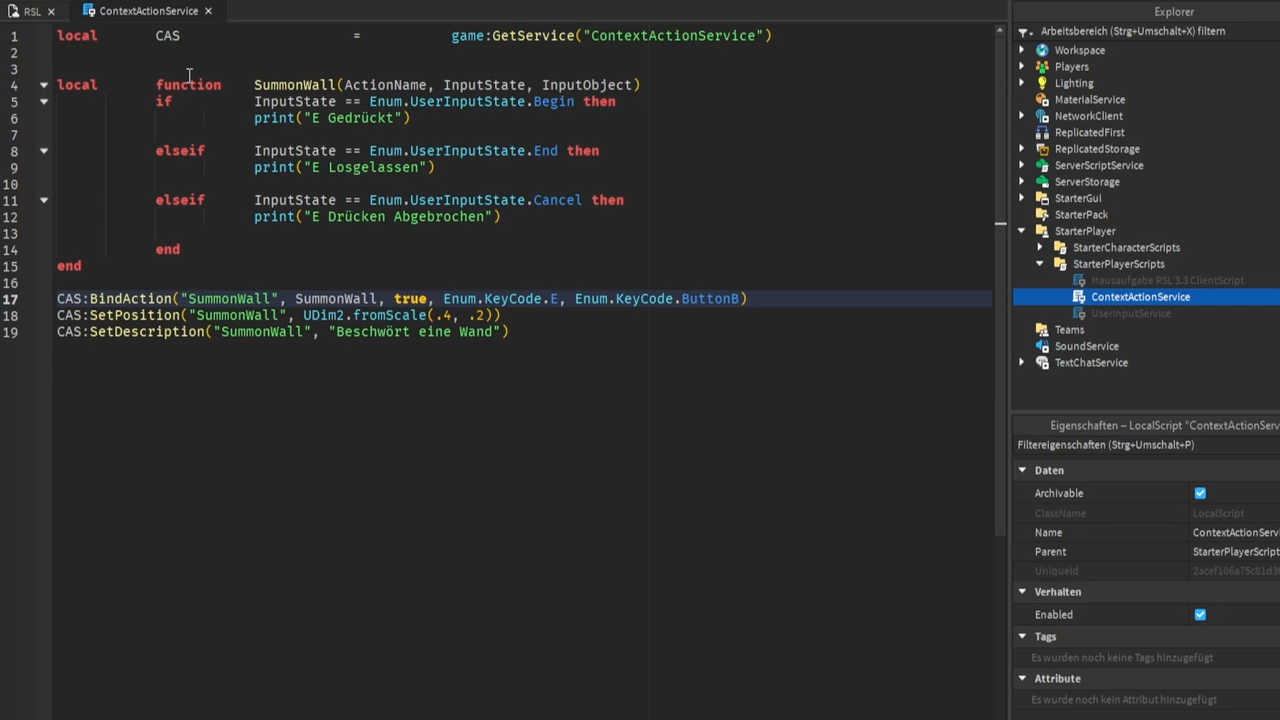 RSL ×
ContextActionService ×
1 local CAS = game:GetService("ContextActionService")
2
3
4 local function SummonWall(ActionName, InputState, InputObject)
5 if InputState == Enum.UserInputState.Begin then
6 print("E Gedrückt")
7
8 elseif InputState == Enum.UserInputState.End then
9 print("E Losgelassen")
10
11 elseif InputState == Enum.UserInputState.Cancel then
12 print("E Drücken Abgebrochen")
13
14 end
15 end
16
17 CAS:BindAction("SummonWall", SummonWall, true, Enum.KeyCode.E, Enum.KeyCode.ButtonB)
18 CAS:SetPosition("SummonWall", UDim2.fromScale(.4, .2))
19 CAS:SetDescription("SummonWall", "Beschwört eine Wand")
Explorer
Arbeitsbereich (Strg+Umschalt+X) filtern
Workspace
Players
Lighting
MaterialService
NetworkClient
ReplicatedFirst
ReplicatedStorage
ServerScriptService
ServerStorage
StarterGui
StarterPack
StarterPlayer
StarterCharacterScripts
StarterPlayerScripts
Hausaufgabe RSL 3.3 ClientScript
ContextActionService
UserInputService
Teams
SoundService
TextChatService
Eigenschaften – LocalScript "ContextActionServ
Filtereigenschaften (Strg+Umschalt+P)
Daten
Archivable
ClassName LocalScript
Name ContextActionServi
Parent StarterPlayerScript
UniqueId
Verhalten
Enabled
Tags
Es wurden noch keine Tags hinzugefügt
Attribute
Es wurde noch kein Attribut hinzugefügt